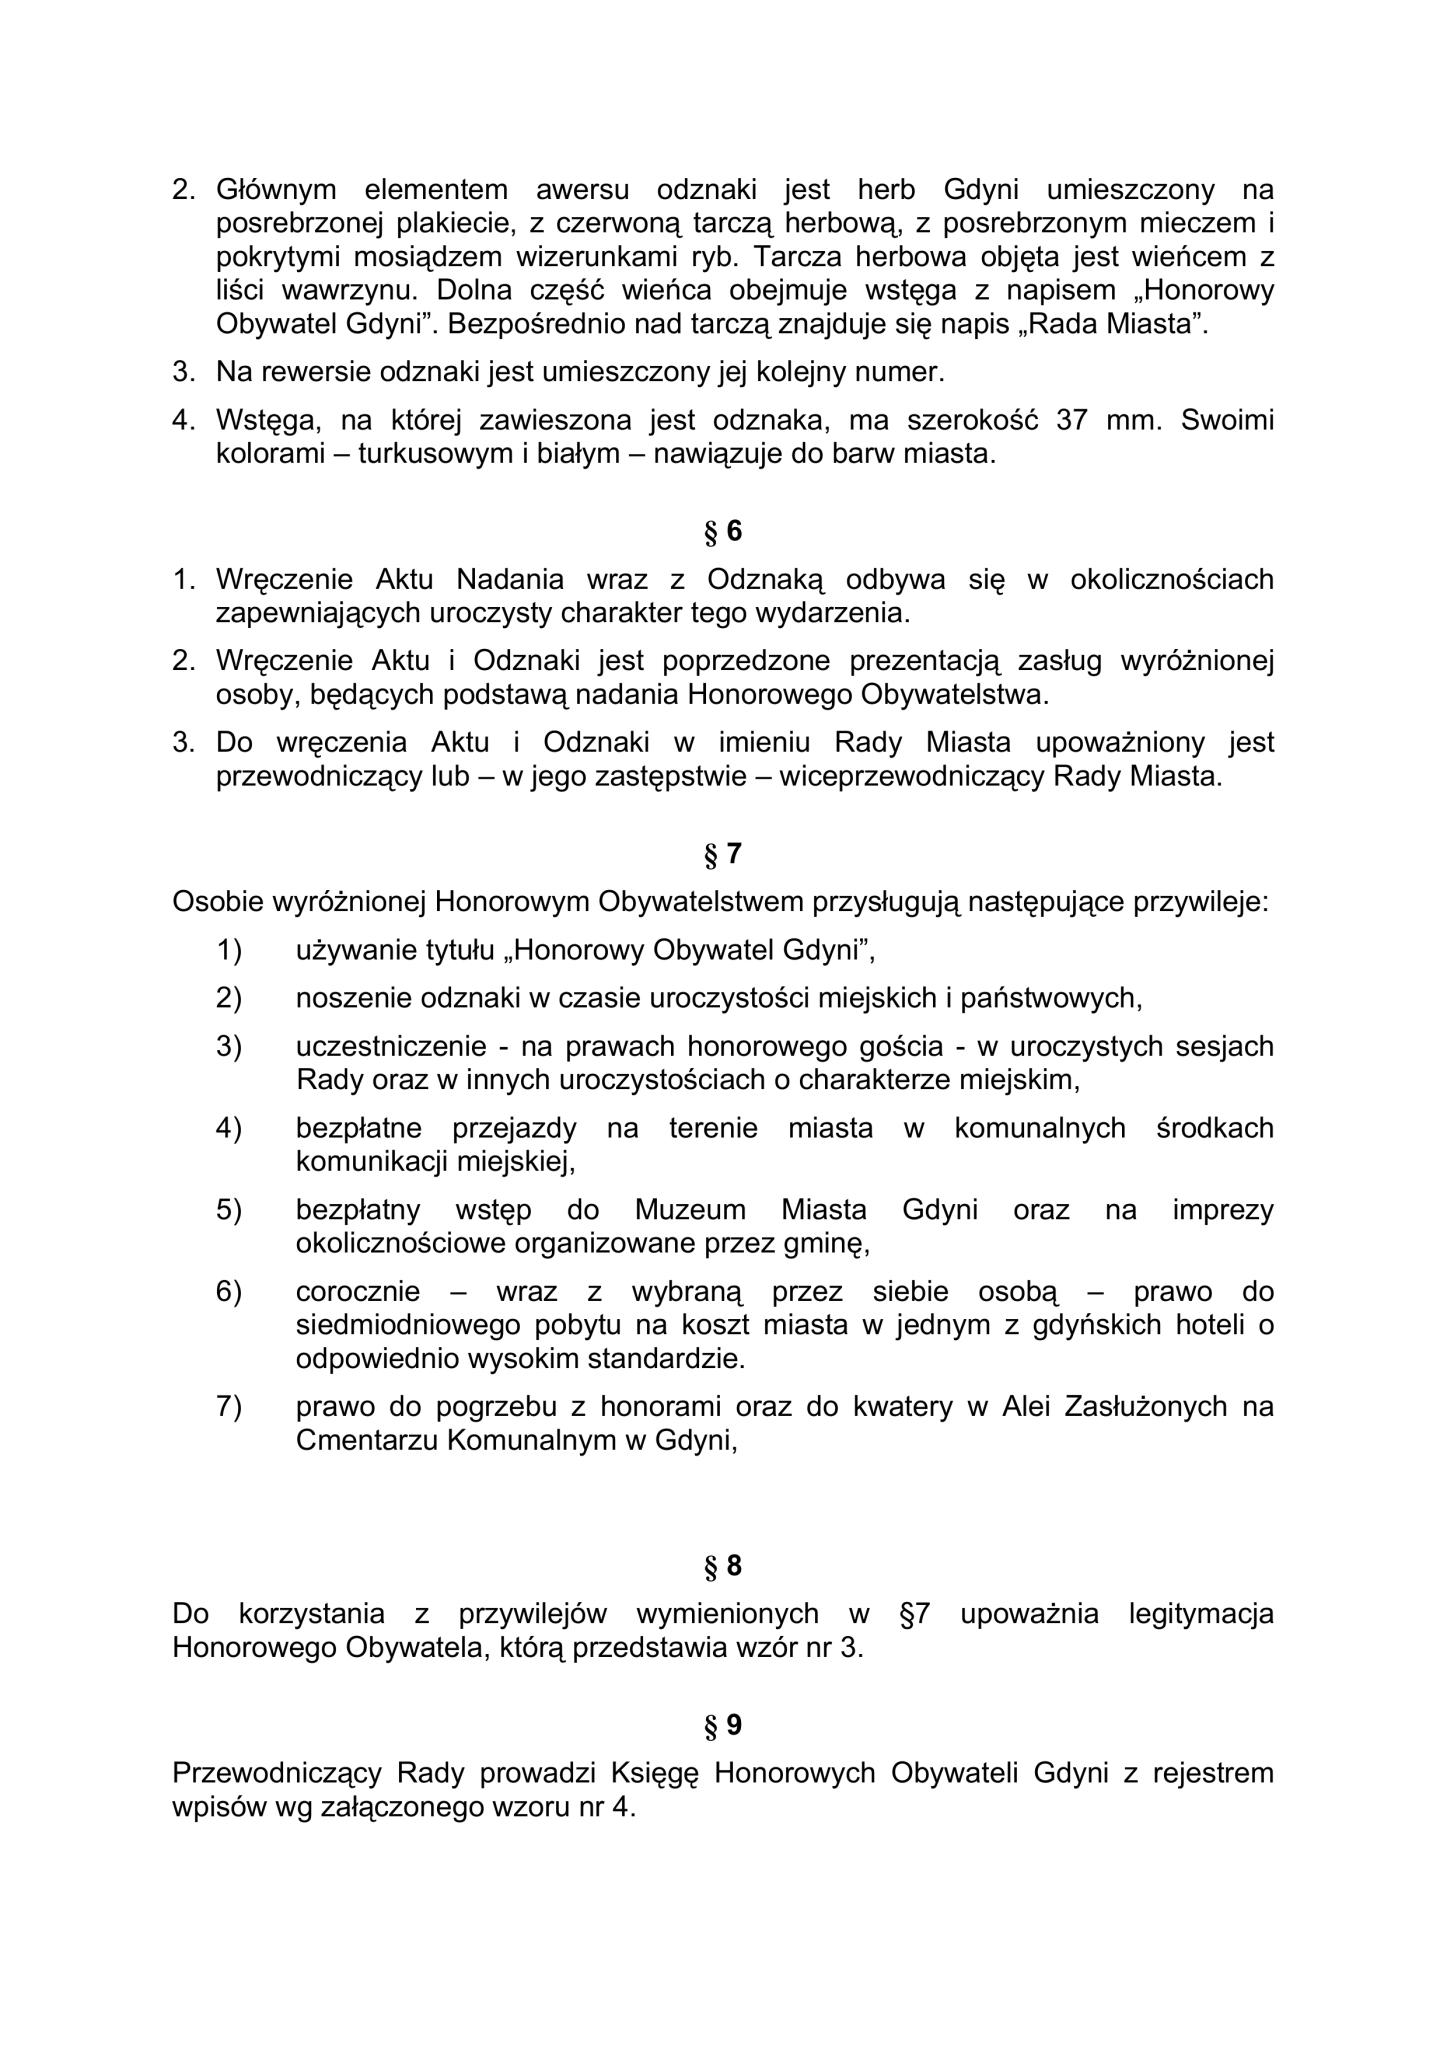 2. Głównym elementem awersu odznaki jest herb Gdyni umieszczony na
posrebrzonej plakiecie, z czerwoną tarczą herbową, z posrebrzonym mieczem i
pokrytymi mosiądzem wizerunkami ryb. Tarcza herbowa objęta jest wieńcem z
liści wawrzynu. Dolna część wieńca obejmuje wstęga z napisem „Honorowy
Obywatel Gdyni”. Bezpośrednio nad tarczą znajduje się napis „Rada Miasta”.
3. Na rewersie odznaki jest umieszczony jej kolejny numer.
4. Wstęga, na której zawieszona jest odznaka, ma szerokość 37 mm. Swoimi
kolorami – turkusowym i białym – nawiązuje do barw miasta.
§ 6
1. Wręczenie Aktu Nadania wraz z Odznaką odbywa się w okolicznościach
zapewniających uroczysty charakter tego wydarzenia.
2. Wręczenie Aktu i Odznaki jest poprzedzone prezentacją zasług wyróżnionej
osoby, będących podstawą nadania Honorowego Obywatelstwa.
3. Do wręczenia Aktu i Odznaki w imieniu Rady Miasta upoważniony jest
przewodniczący lub – w jego zastępstwie – wiceprzewodniczący Rady Miasta.
§ 7
Osobie wyróżnionej Honorowym Obywatelstwem przysługują następujące przywileje:
1) używanie tytułu „Honorowy Obywatel Gdyni”,
2) noszenie odznaki w czasie uroczystości miejskich i państwowych,
3) uczestniczenie - na prawach honorowego gościa - w uroczystych sesjach
Rady oraz w innych uroczystościach o charakterze miejskim,
4) bezpłatne przejazdy na terenie miasta w komunalnych środkach
komunikacji miejskiej,
5) bezpłatny wstęp do Muzeum Miasta Gdyni oraz na imprezy
okolicznościowe organizowane przez gminę,
6) corocznie – wraz z wybraną przez siebie osobą – prawo do
siedmiodniowego pobytu na koszt miasta w jednym z gdyńskich hoteli o
odpowiednio wysokim standardzie.
7) prawo do pogrzebu z honorami oraz do kwatery w Alei Zasłużonych na
Cmentarzu Komunalnym w Gdyni,
§ 8
Do korzystania z przywilejów wymienionych w §7 upoważnia legitymacja
Honorowego Obywatela, którą przedstawia wzór nr 3.
§ 9
Przewodniczący Rady prowadzi Księgę Honorowych Obywateli Gdyni z rejestrem
wpisów wg załączonego wzoru nr 4.